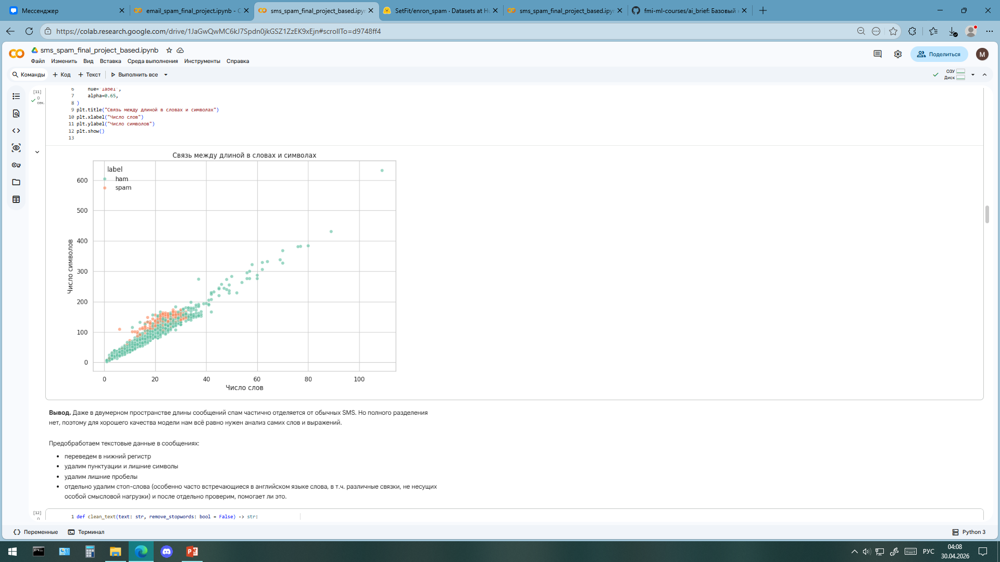 Мессенджер
email_spam_final_project.ipynb - C
sms_spam_final_project_based.ipyn
SetFit/enron_spam · Datasets at Hu
sms_spam_final_project_based.ipyn
fmi-ml-courses/ai_brief: Базовый
https://colab.research.google.com/drive/1JaGwQwMC6kJ7Spdn0jkGSZ1ZzEK9xEjn#scrollTo=d9748ff4
sms_spam_final_project_based.ipynb
Файл Изменить Вид Вставка Среда выполнения Инструменты Справка
Поделиться
M
Команды + Код + Текст Выполнить все
ОЗУ
Диск
[11]
0
сек.
6 hue="label",
7 alpha=0.65,
8 )
9 plt.title("Связь между длиной в словах и символах")
10 plt.xlabel("Число слов")
11 plt.ylabel("Число символов")
12 plt.show()
13
Связь между длиной в словах и символах
label
ham
spam
600
500
400
300
200
100
0
Число символов
0 20 40 60 80 100
Число слов
Вывод. Даже в двумерном пространстве длины сообщений спам частично отделяется от обычных SMS. Но полного разделения
нет, поэтому для хорошего качества модели нам всё равно нужен анализ самих слов и выражений.
Предобработаем текстовые данные в сообщениях:
• переведем в нижний регистр
• удалим пунктуации и лишние символы
• удалим лишние пробелы
• отдельно удалим стоп-слова (особенно часто встречающиеся в английском языке слова, в т.ч. различные связки, не несущих
особой смысловой нагрузки) и после отдельно проверим, помогает ли это.
[12]
0
1 def clean_text(text: str, remove_stopwords: bool = False) -> str:
Переменные Терминал
Python 3
РУС
04:08
30.04.2026